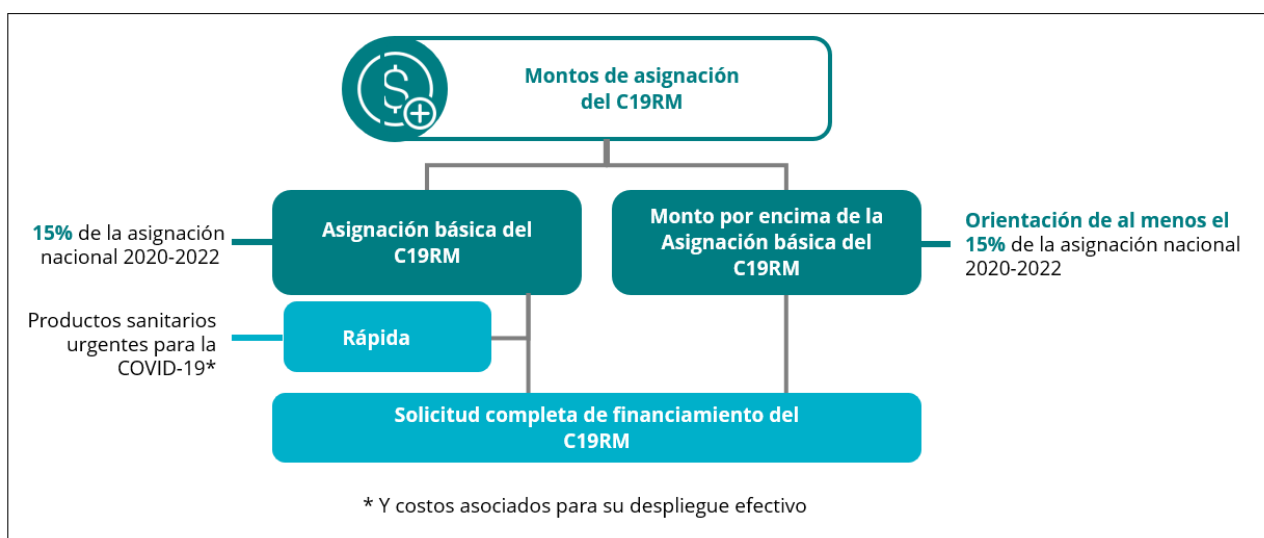 Montos de asignación
del C19RM
15% de la asignación
nacional 2020-2022
Asignación básica del
C19RM
Monto por encima de la
Asignación básica del
C19RM
Orientación de al menos el
15% de la asignación nacional
2020-2022
Productos sanitarios
urgentes para la
COVID-19*
Rápida
Solicitud completa de financiamiento del
C19RM
* Y costos asociados para su despliegue efectivo